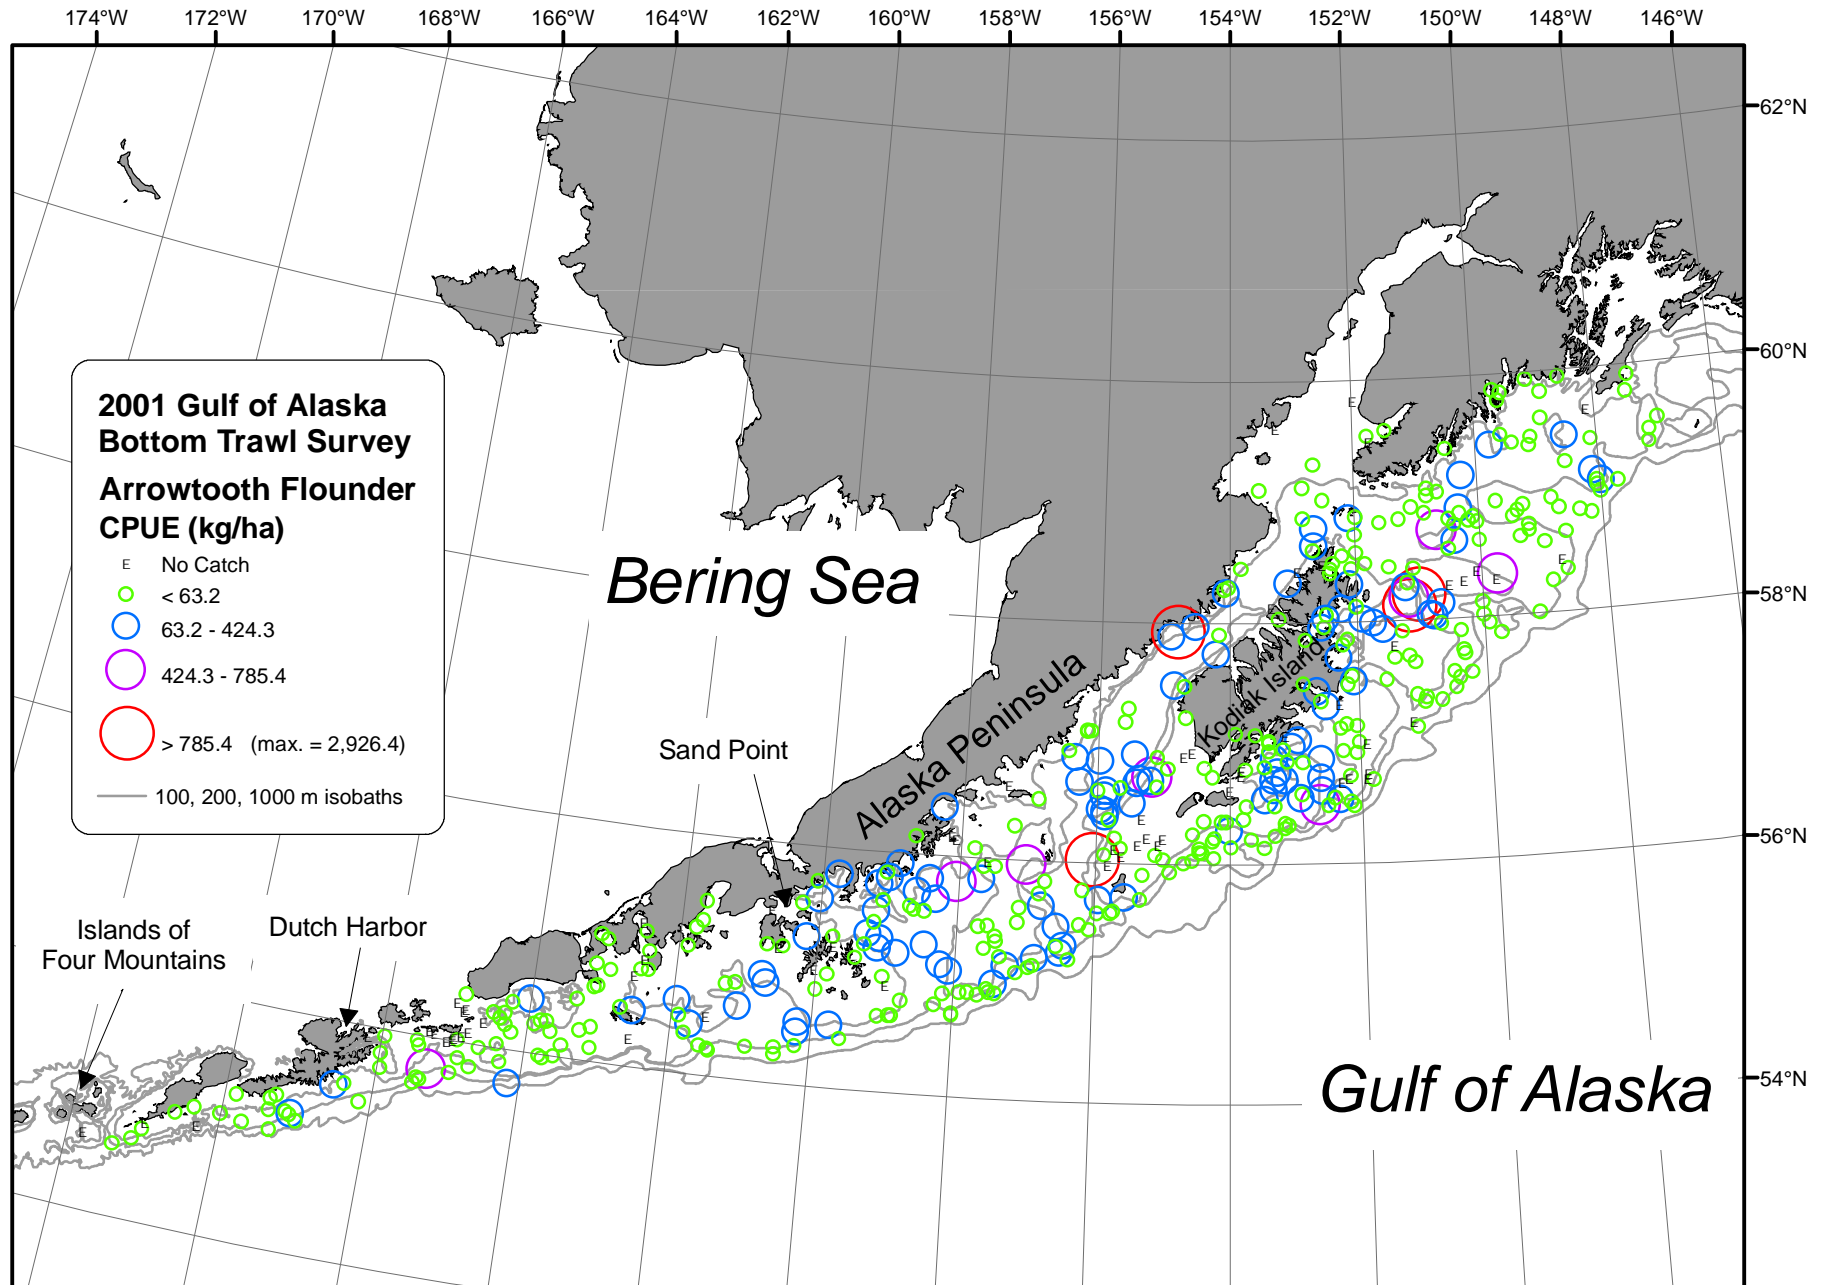 174°W 172°W 170°W 168°W 166°W 164°W 162°W 160°W 158°W 156°W 154°W 152°W 150°W 148°W 146°W
62°N
60°N
58°N
56°N
54°N
2001 Gulf of Alaska
Bottom Trawl Survey
Arrowtooth Flounder
CPUE (kg/ha)
E No Catch
< 63.2
63.2 - 424.3
424.3 - 785.4
> 785.4 (max. = 2,926.4)
100, 200, 1000 m isobaths
Bering Sea
Alaska Peninsula
Kodiak Island
Sand Point
Dutch Harbor
Islands of
Four Mountains
Gulf of Alaska